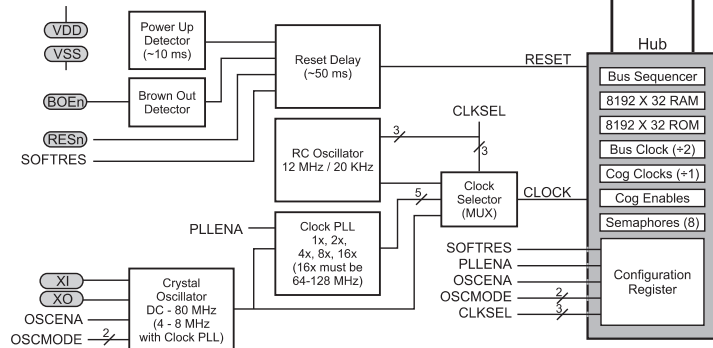 VDD
VSS
Power Up
Detector
(~10 ms)
BOEn
Brown Out
Detector
RESn
SOFTRES
Reset Delay
(~50 ms)
RESET
RC Oscillator
12 MHz / 20 KHz
3
CLKSEL
3
Clock
Selector
(MUX)
CLOCK
5
PLLENA
Clock PLL
1x, 2x,
4x, 8x, 16x
(16x must be
64-128 MHz)
XI
XO
OSCENA
OSCMODE
2
Crystal
Oscillator
DC - 80 MHz
(4 - 8 MHz
with Clock PLL)
Hub
Bus Sequencer
8192 X 32 RAM
8192 X 32 ROM
Bus Clock (÷2)
Cog Clocks (÷1)
Cog Enables
Semaphores (8)
SOFTRES
PLLENA
OSCENA
OSCMODE
2
CLKSEL
3
Configuration
Register